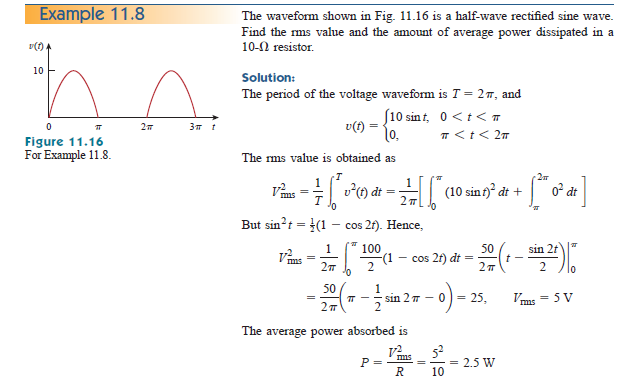 Example 11.8
v(t)
10
0 π 2π 3π t
Figure 11.16
For Example 11.8.
The waveform shown in Fig. 11.16 is a half-wave rectified sine wave.
Find the rms value and the amount of average power dissipated in a
10-Ω resistor.
Solution:
The period of the voltage waveform is T = 2π, and
v(t) = {10 sin t, 0 < t < π
0, π < t < 2π
The rms value is obtained as
V²rms = 1/T ∫₀ᵀ v²(t) dt = 1/2π [∫₀^π (10 sin t)² dt + ∫_π^2π 0² dt]
But sin²t = ½(1 − cos 2t). Hence,
V²rms = 1/2π ∫₀^π 100/2 (1 − cos 2t) dt = 50/2π (t − sin 2t/2)|₀^π
= 50/2π (π − 1/2 sin 2π − 0) = 25, Vrms = 5 V
The average power absorbed is
P = V²rms/R = 5²/10 = 2.5 W